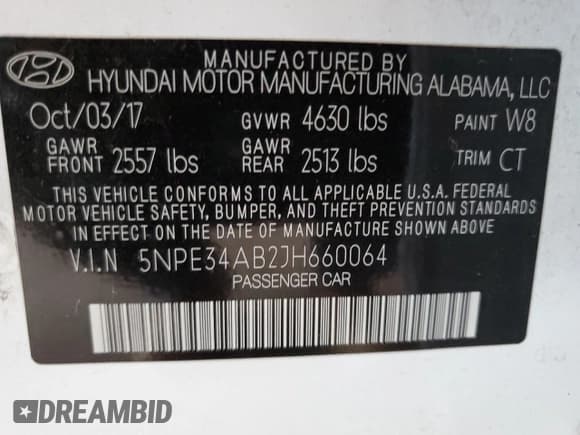 MANUFACTURED BY
HYUNDAI MOTOR MANUFACTURING ALABAMA, LLC
Oct/03/17 GVWR 4630 lbs PAINT W8
GAWR FRONT 2557 lbs GAWR REAR 2513 lbs TRIM CT
THIS VEHICLE CONFORMS TO ALL APPLICABLE U.S.A. FEDERAL
MOTOR VEHICLE SAFETY, BUMPER, AND THEFT PREVENTION STANDARDS
IN EFFECT ON THE DATE OF MANUFACTURE SHOWN ABOVE.
V.I.N 5NPE34AB2JH660064
PASSENGER CAR
DREAMBID